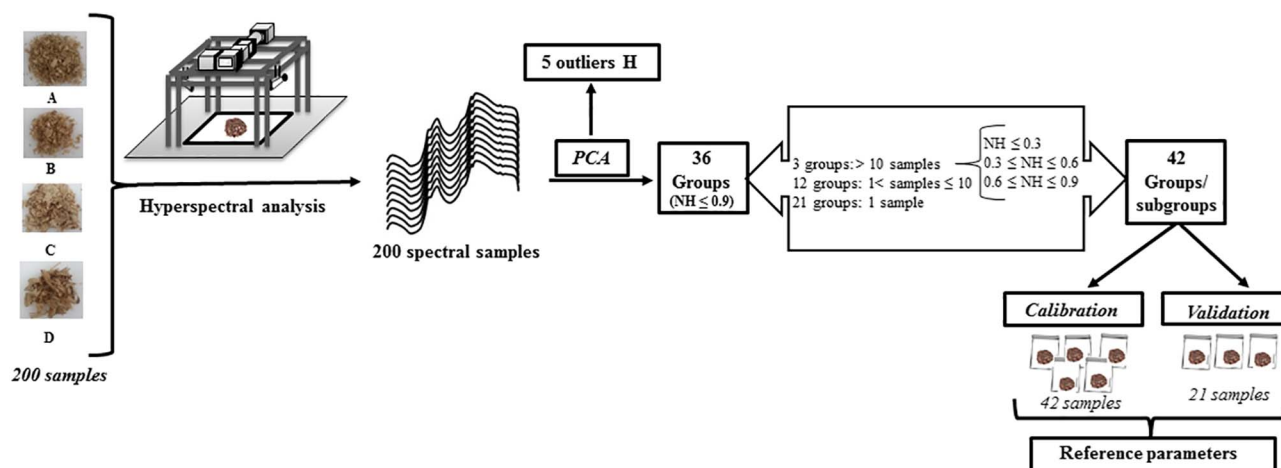 A
B
C
D
200 samples
Hyperspectral analysis
200 spectral samples
5 outliers H
PCA
36
Groups
(NH ≤ 0.9)
3 groups:> 10 samples
12 groups: 1< samples ≤ 10
21 groups: 1 sample
NH ≤ 0.3
0.3 ≤ NH ≤ 0.6
0.6 ≤ NH ≤ 0.9
42
Groups/
subgroups
Calibration
Validation
42 samples
21 samples
Reference parameters